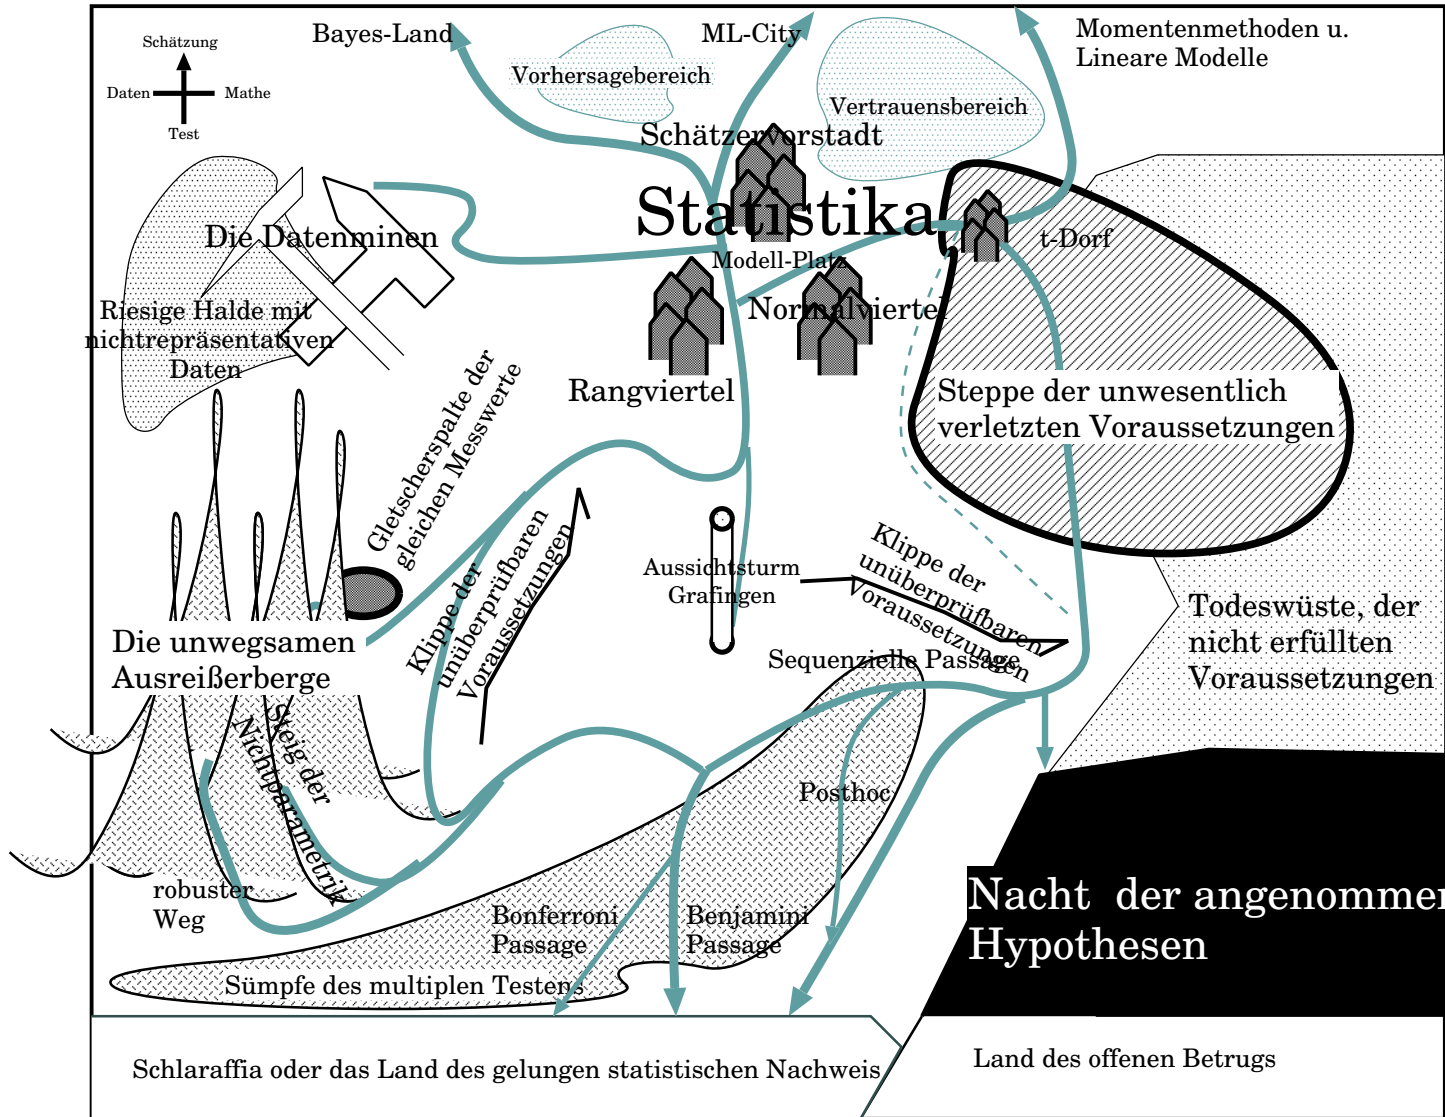 Bayes-Land
ML-City
Momentenmethoden u.
Lineare Modelle
Schätzung
Daten
Mathe
Test
Vorhersagebereich
Vertrauensbereich
Schätzervorstadt
Statistika
Die Datenminen
t-Dorf
Modell-Platz
Riesige Halde mit
nichtrepräsentativen
Daten
Normalviertel
Rangviertel
Steppe der unwesentlich
verletzten Voraussetzungen
Gletscherspalte der
gleichen Messwerte
Klippe der
unüberprüfbaren
Voraussetzungen
Aussichtsturm
Grafingen
Klippe der
unüberprüfbaren
Voraussetzungen
Todeswüste, der
nicht erfüllten
Voraussetzungen
Die unwegsamen
Ausreißerberge
Sequenzielle Passage
Steig der
Nichtparametrik
Posthoc
robuster
Weg
Bonferroni
Passage
Benjamini
Passage
Nacht der angenommen
Hypothesen
Sümpfe des multiplen Testens
Schlaraffia oder das Land des gelungen statistischen Nachweis
Land des offenen Betrugs